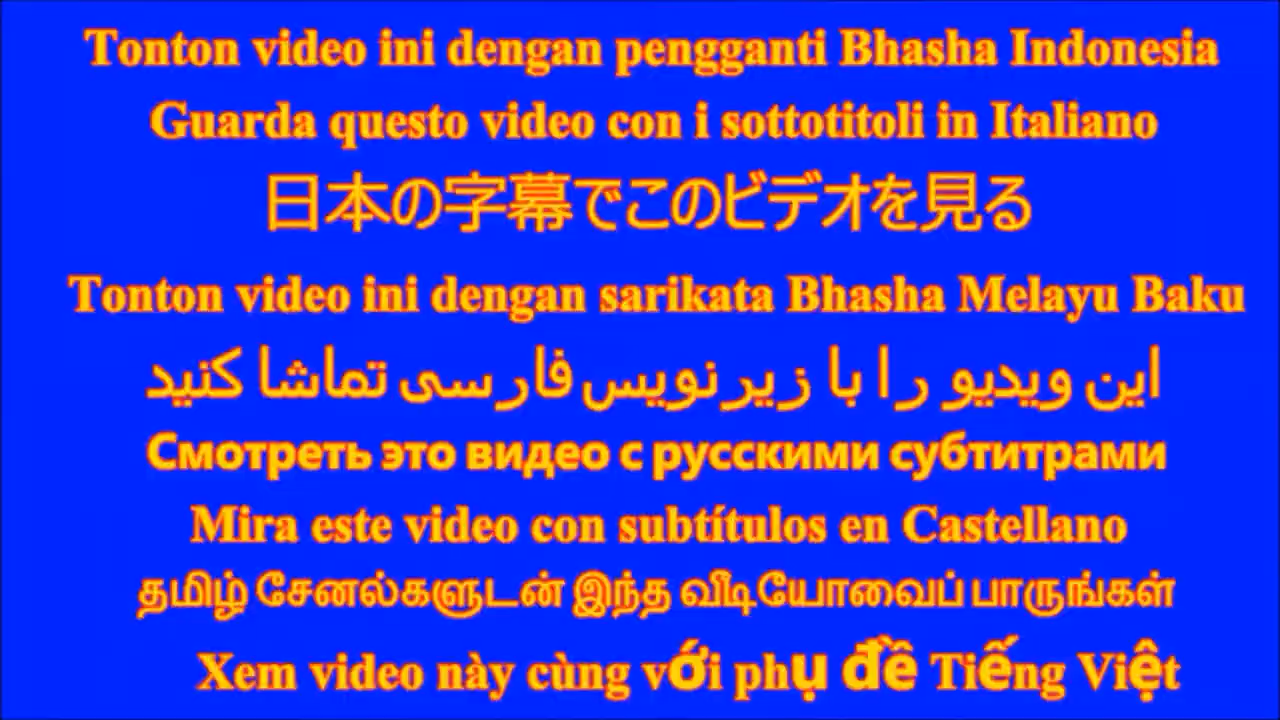 Tonton video ini dengan pengganti Bhasha Indonesia
Guarda questo video con i sottotitoli in Italiano
日本の字幕でこのビデオを見る
Tonton video ini dengan sarikata Bhasha Melayu Baku
این ویدیو را با زیرنویس فارسی تماشا کنید
Смотреть это видео с русскими субтитрами
Mira este video con subtítulos en Castellano
தமிழ் சேனல்களுடன் இந்த வீடியோவைப் பாருங்கள்
Xem video này cùng với phụ đề Tiếng Việt